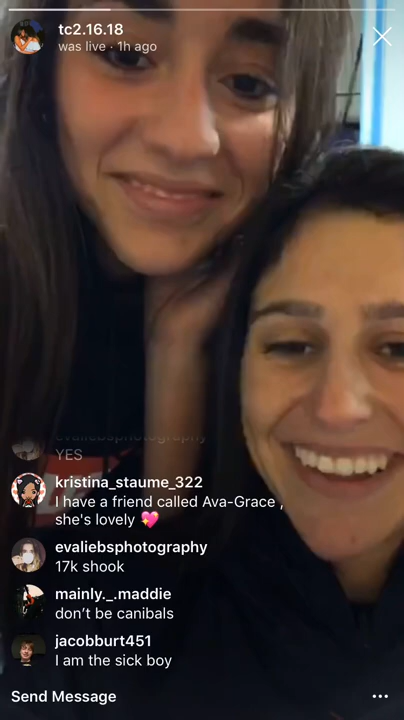 tc2.16.18
was live · 1h ago
evaliebsphotography
YES
kristina_staume_322
I have a friend called Ava-Grace ,
she's lovely 💖
evaliebsphotography
17k shook
mainly._.maddie
don’t be canibals
jacobburt451
I am the sick boy
Send Message